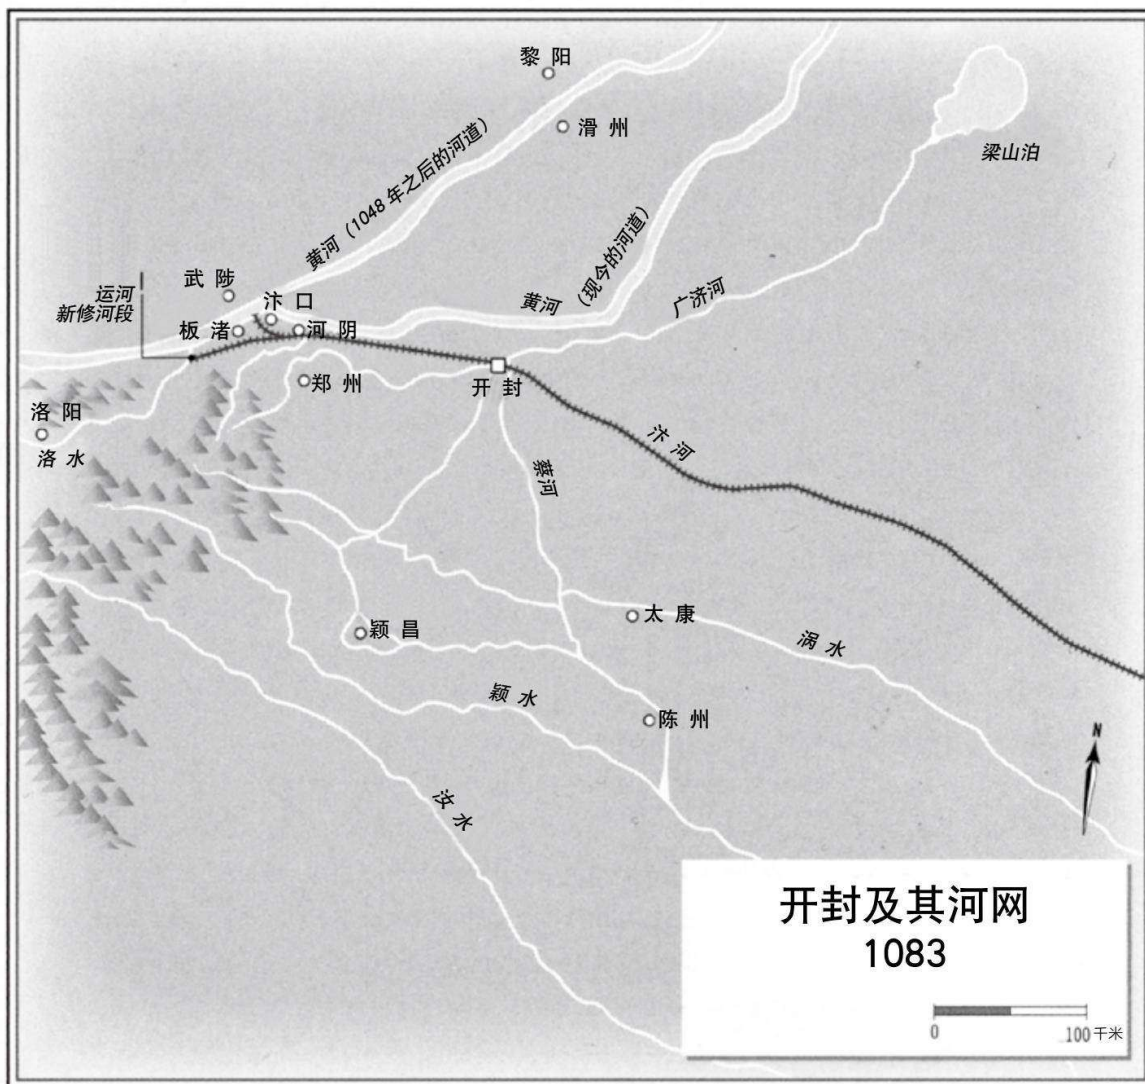 黎阳
滑州
梁山泊
黄河（1048年之后的河道）
黄河（现今的河道）
广济河
武陟
汴口
运河
新修河段
板渚
河阴
郑州
开封
洛阳
洛水
汴河
蔡河
太康
颖昌
涡水
颖水
陈州
汝水
N
开封及其河网
1083
0 100千米